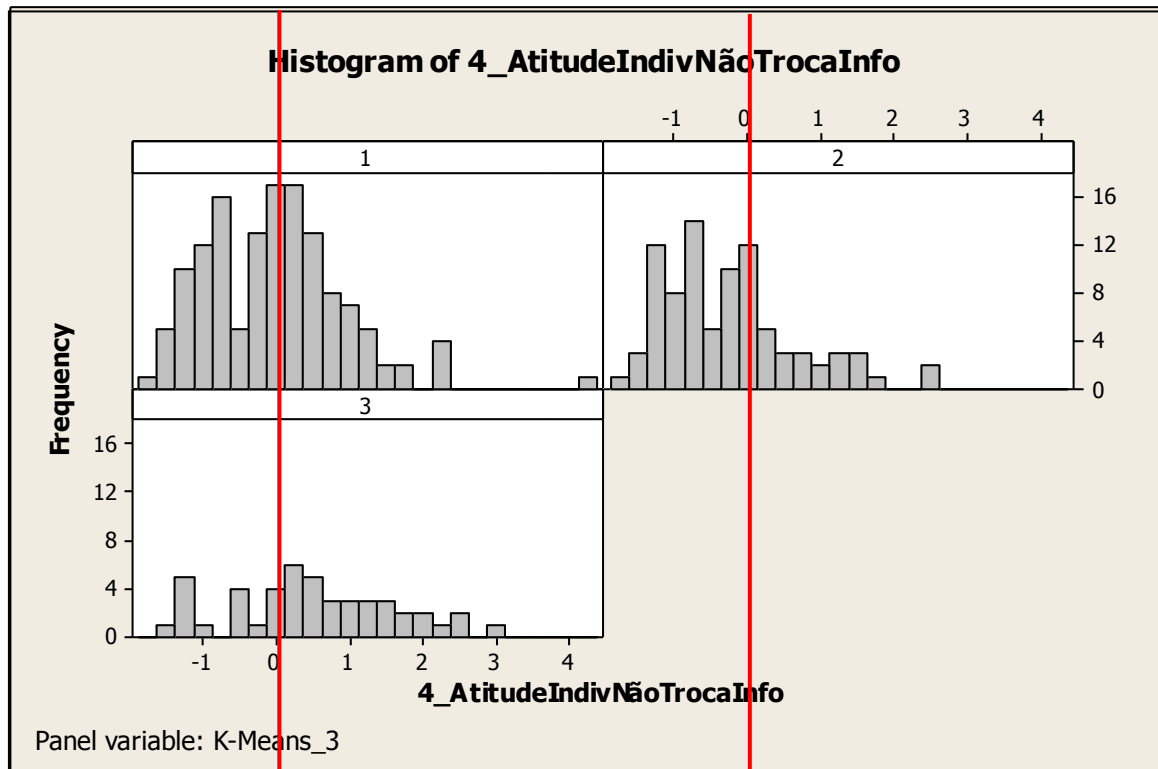 Histogram of 4_AtitudeIndivNãoTrocaInfo
-1 0 1 2 3 4
1 2
16
12
8
4
0
Frequency
3
16
12
8
4
0
-1 0 1 2 3 4
4_AtitudeIndivNãoTrocaInfo
Panel variable: K-Means_3